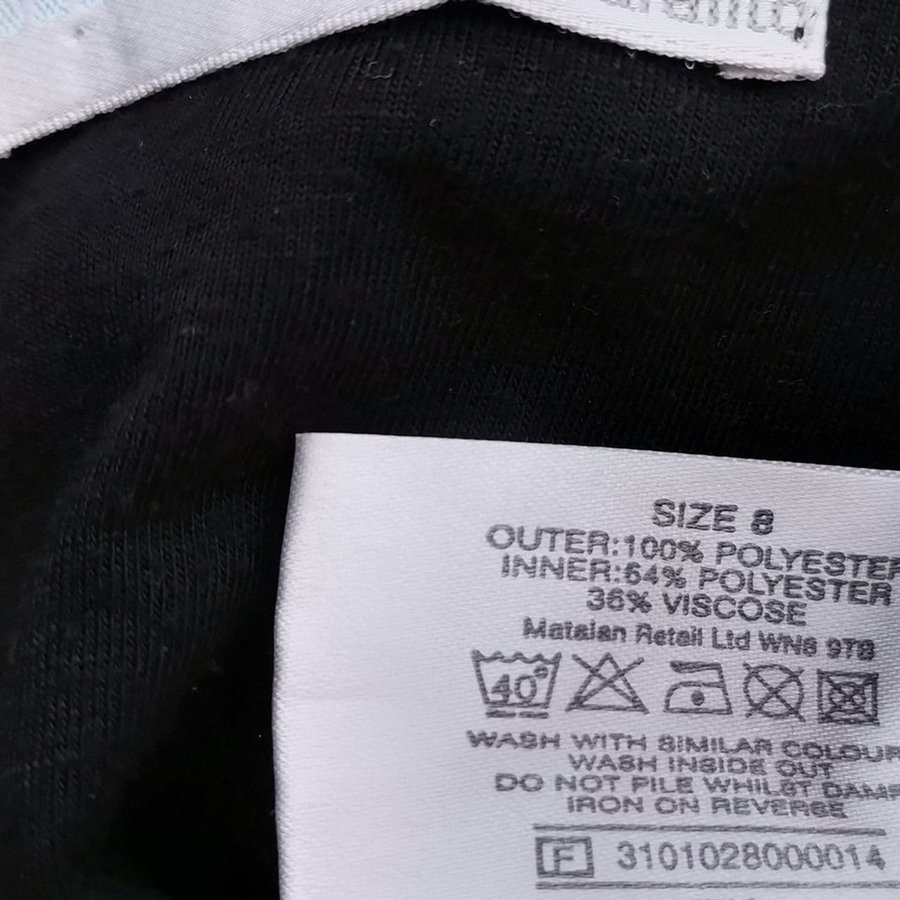 SIZE 8
OUTER:100% POLYESTER
INNER:64% POLYESTER
36% VISCOSE
Matalan Retail Ltd WN8 9TB
40°
WASH WITH SIMILAR COLOUR
WASH INSIDE OUT
DO NOT PILE WHILST DAMP
IRON ON REVERSE
F 3101028000014